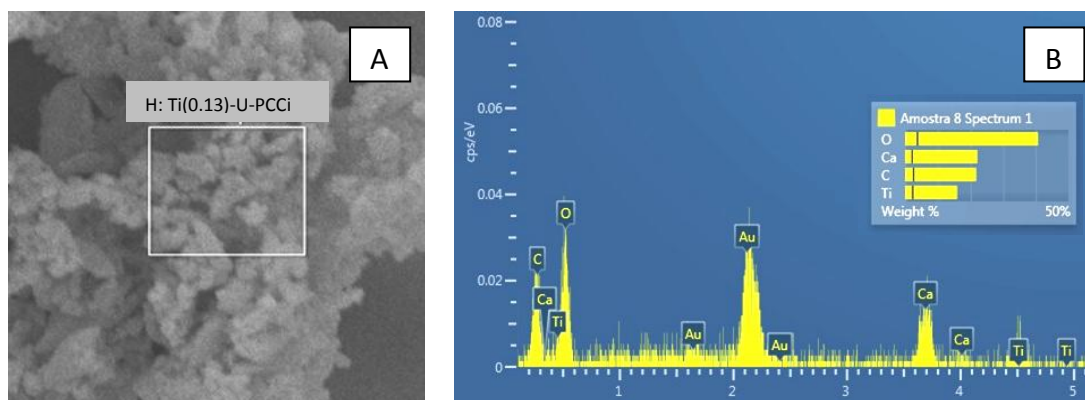 A
H: Ti(0.13)-U-PCCi
B
0.08
0.06
0.04
0.02
0
cps/eV
Amostra 8 Spectrum 1
O
Ca
C
Ti
Weight %
50%
C
O
Ca
Ti
Au
Au
Au
Ca
Ca
Ti
Ti
1
2
3
4
5